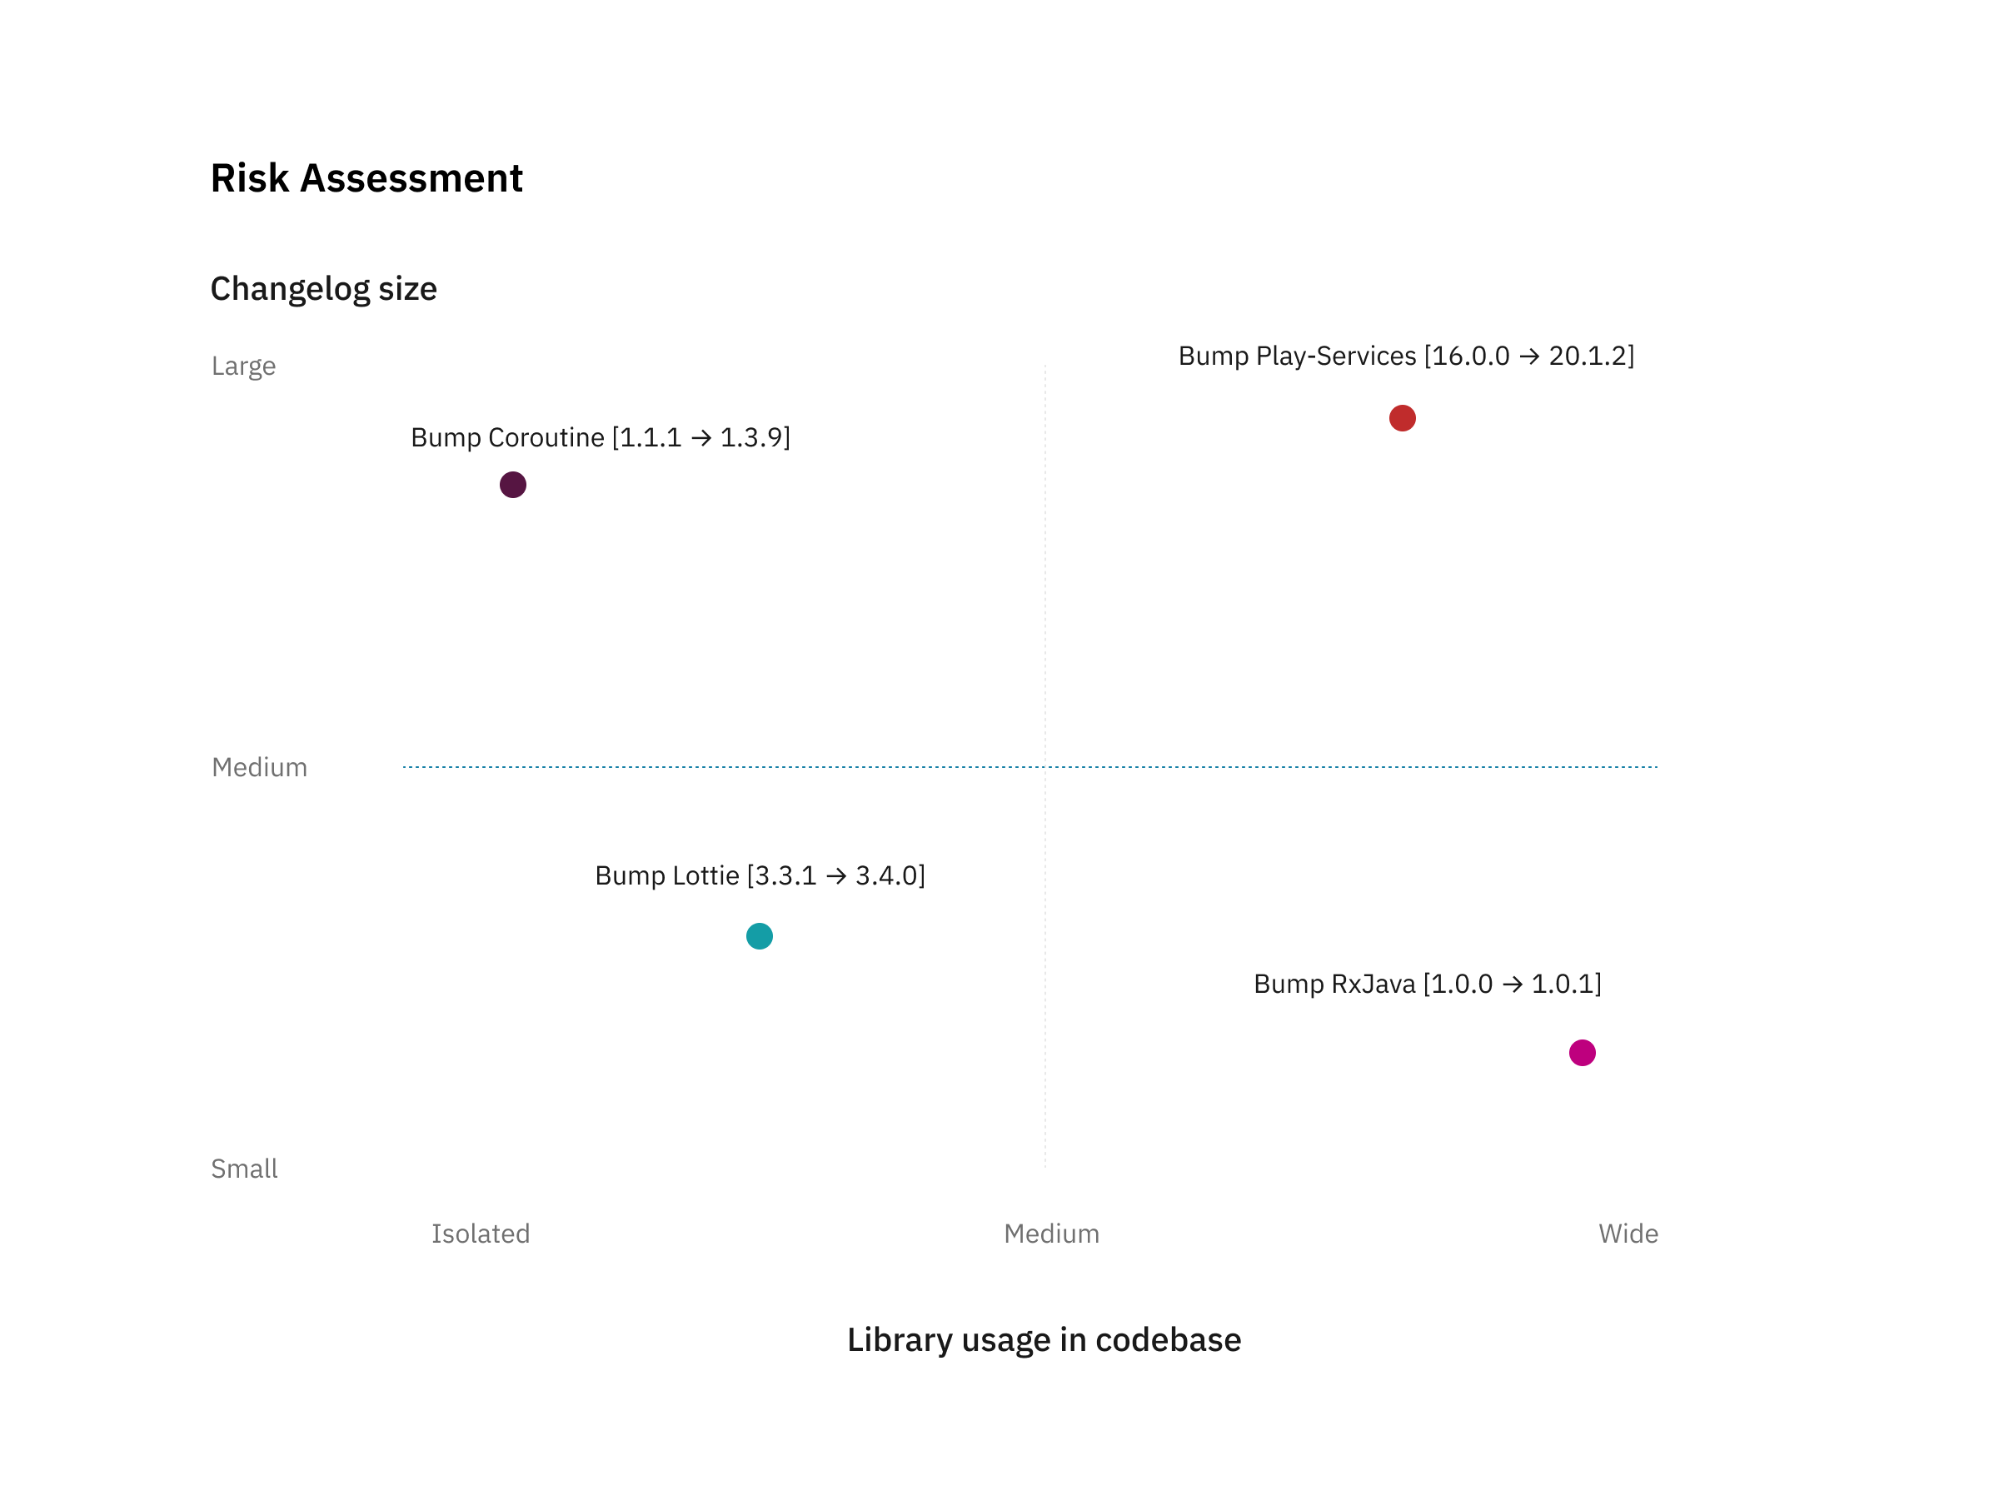 Risk Assessment
Changelog size
Large
Bump Play-Services [16.0.0 → 20.1.2]
Bump Coroutine [1.1.1 → 1.3.9]
Medium
Bump Lottie [3.3.1 → 3.4.0]
Bump RxJava [1.0.0 → 1.0.1]
Small
Isolated Medium Wide
Library usage in codebase